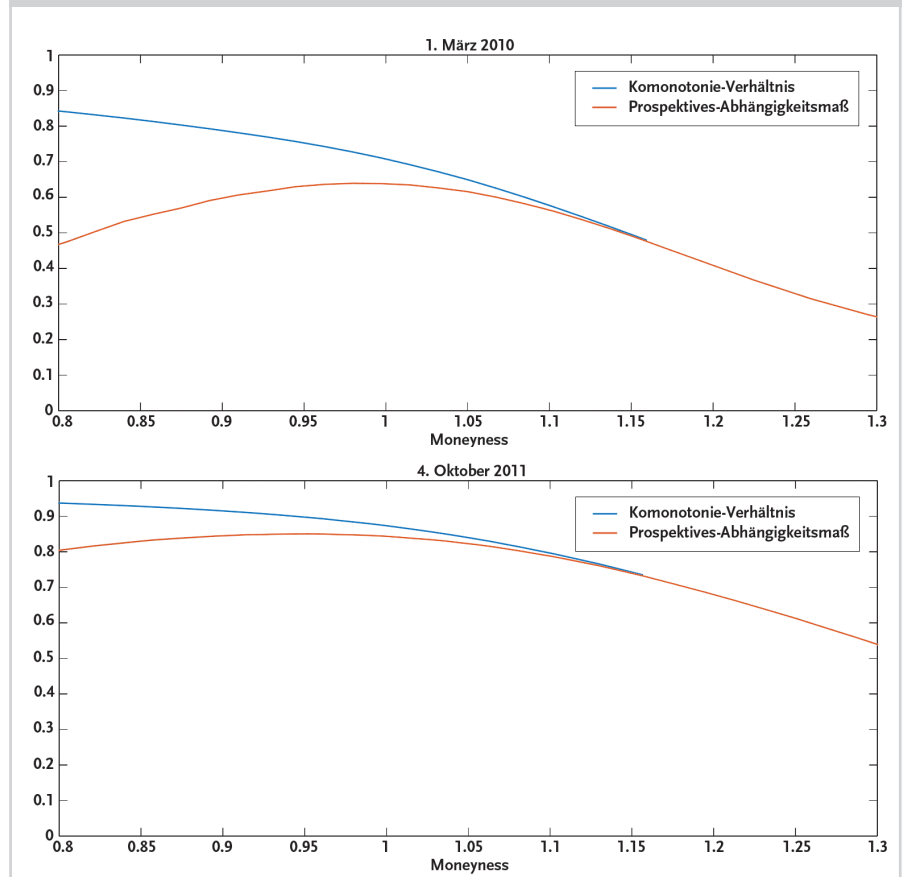 1. März 2010
1
0.9
0.8
0.7
0.6
0.5
0.4
0.3
0.2
0.1
0
Komonotonie-Verhältnis
Prospektives-Abhängigkeitsmaß
0.8 0.85 0.9 0.95 1 1.05 1.1 1.15 1.2 1.25 1.3
Moneyness
4. Oktober 2011
1
0.9
0.8
0.7
0.6
0.5
0.4
0.3
0.2
0.1
0
Komonotonie-Verhältnis
Prospektives-Abhängigkeitsmaß
0.8 0.85 0.9 0.95 1 1.05 1.1 1.15 1.2 1.25 1.3
Moneyness